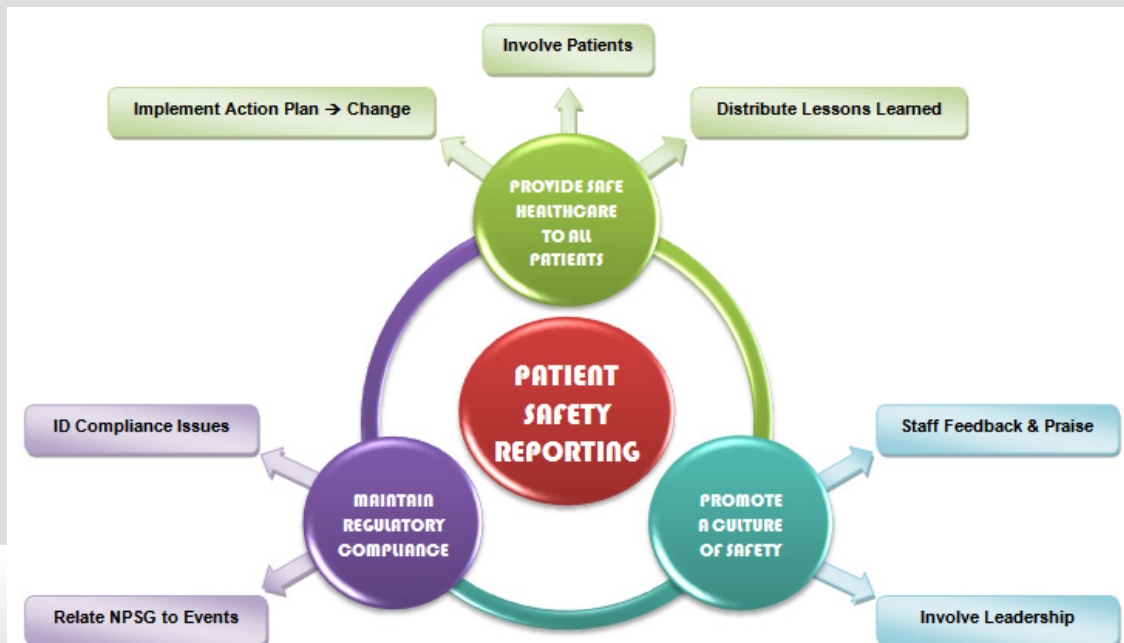 Involve Patients
Implement Action Plan → Change
Distribute Lessons Learned
PROVIDE SAFE
HEALTHCARE
TO ALL
PATIENTS
PATIENT
SAFETY
REPORTING
ID Compliance Issues
Staff Feedback & Praise
MAINTAIN
REGULATORY
COMPLIANCE
PROMOTE
A CULTURE
OF SAFETY
Relate NPSG to Events
Involve Leadership